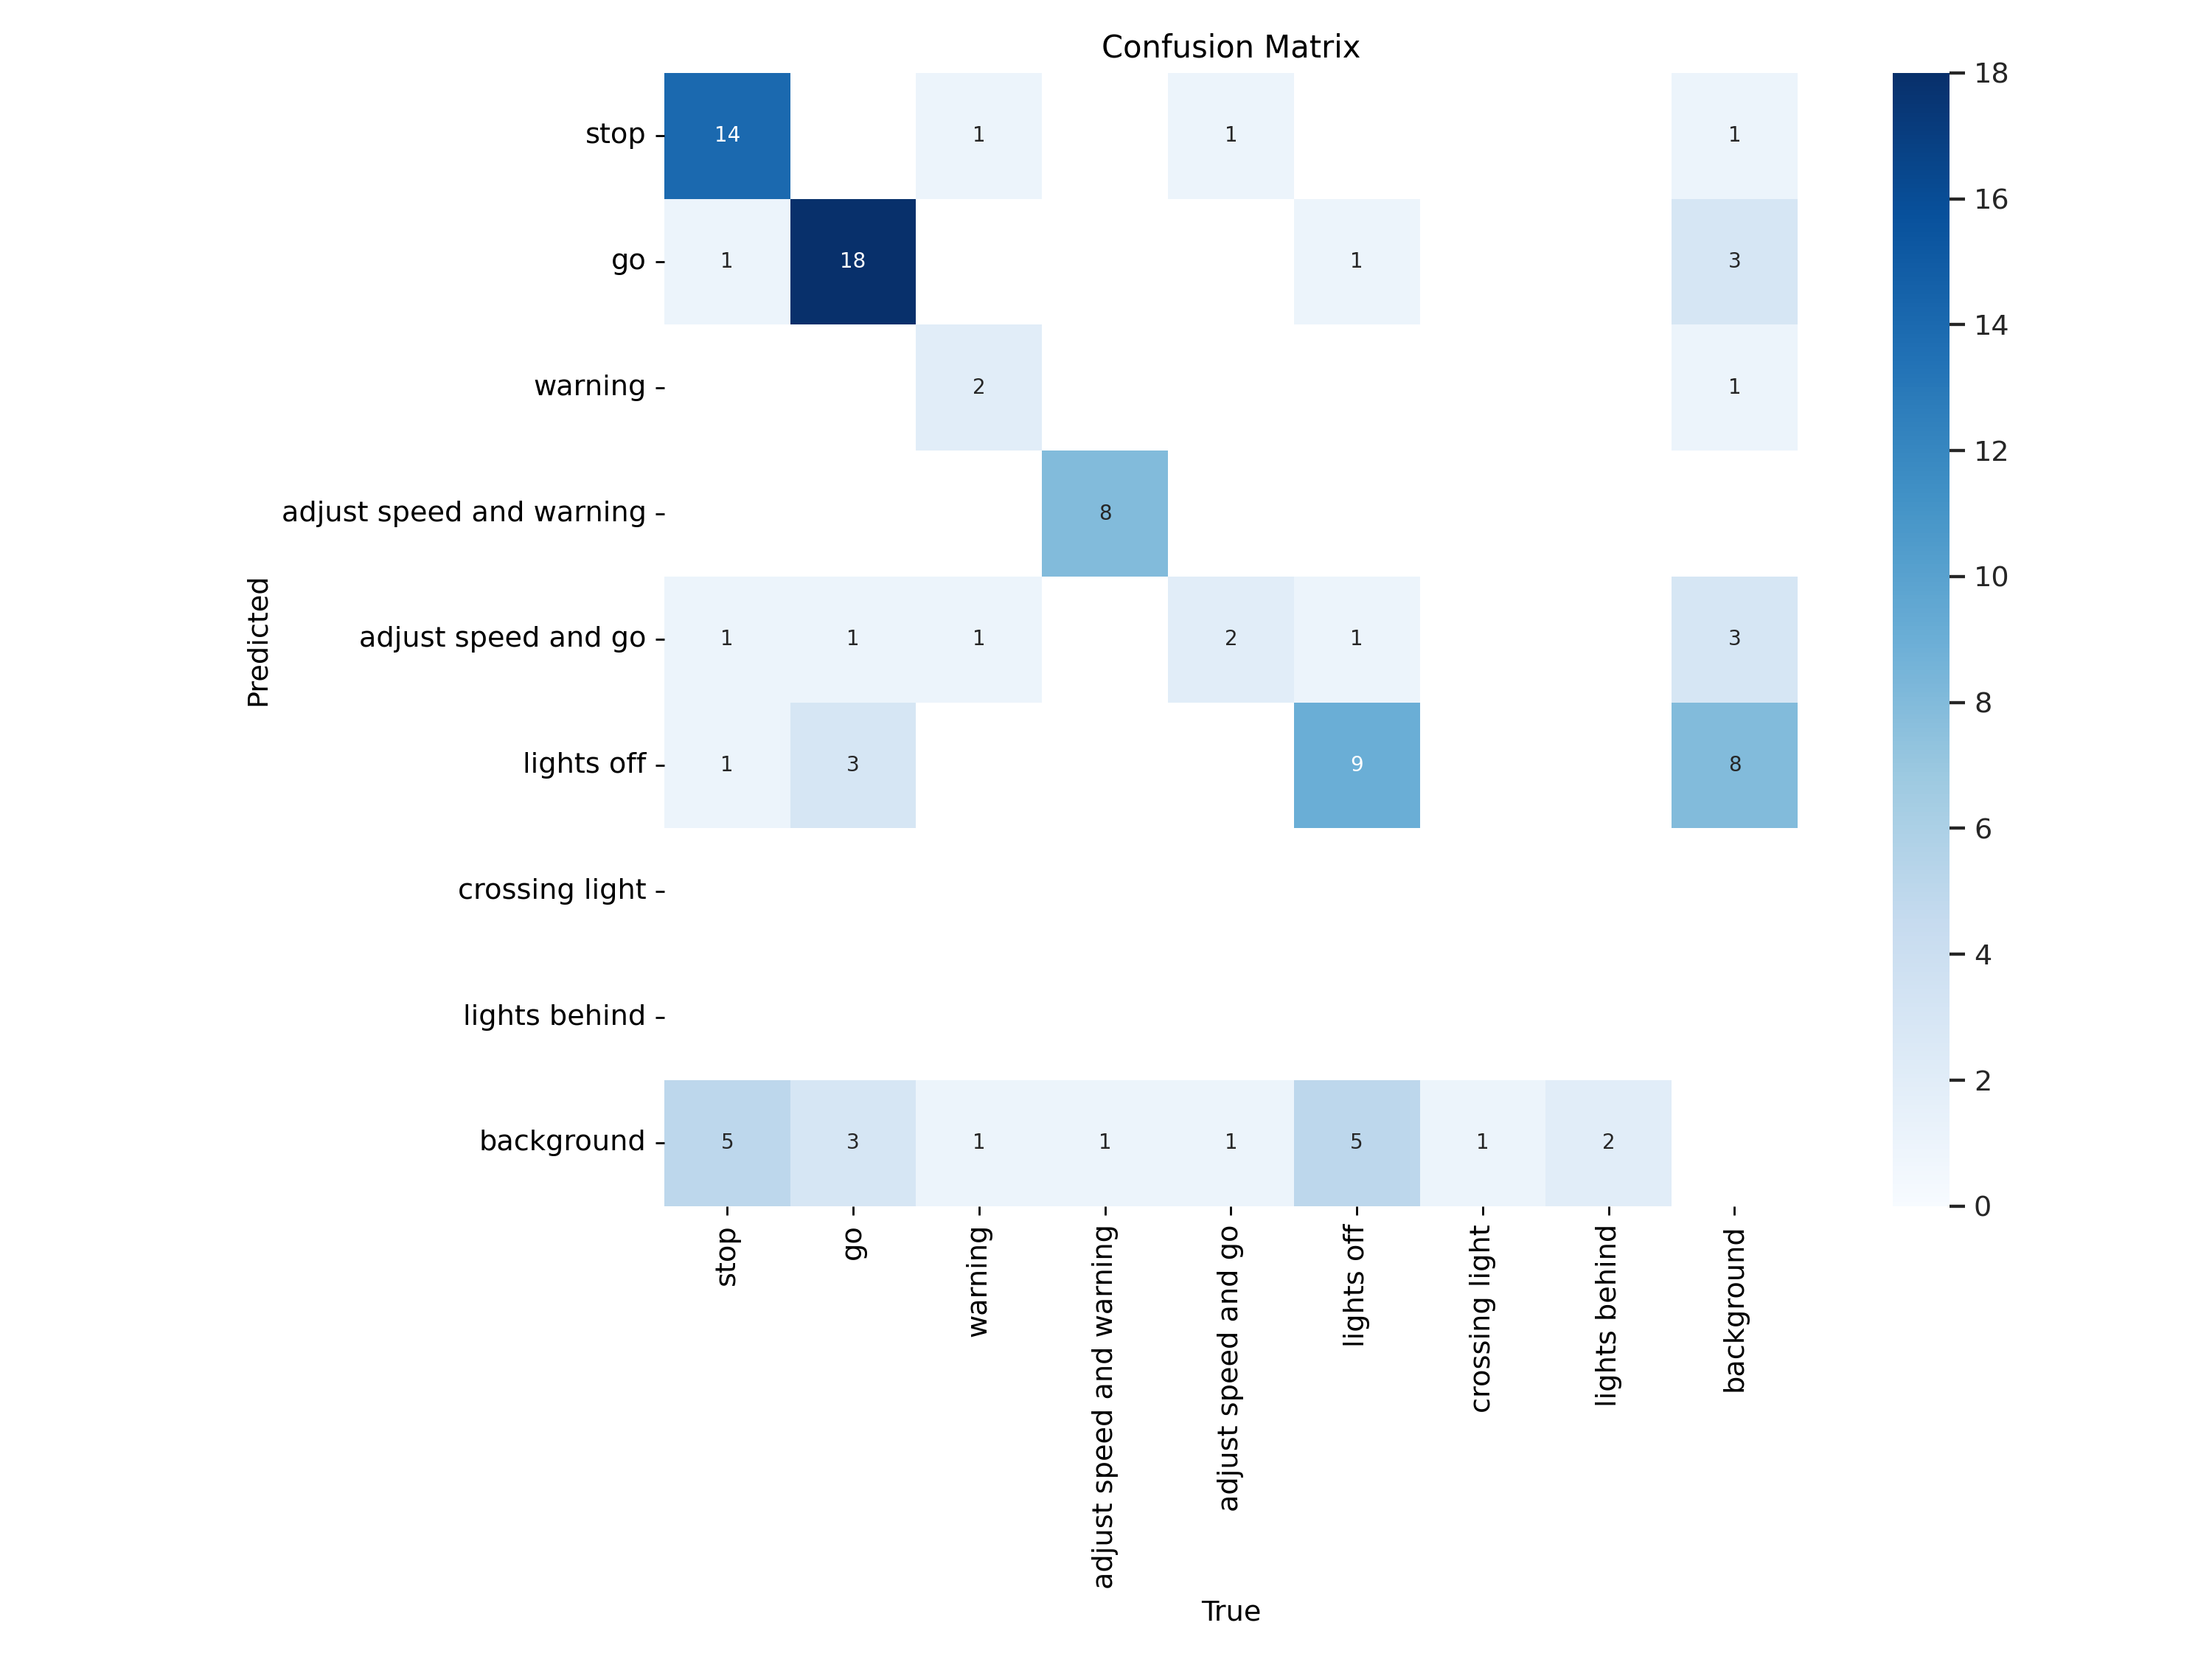 Confusion Matrix
stop 14 1 1 1
go 1 18 1 3
warning 2 1
adjust speed and warning 8
adjust speed and go 1 1 1 2 1 3
lights off 1 3 9 8
crossing light
lights behind
background 5 3 1 1 1 5 1 2
Predicted
stop
go
warning
adjust speed and warning
adjust speed and go
lights off
crossing light
lights behind
background
True
18
16
14
12
10
8
6
4
2
0